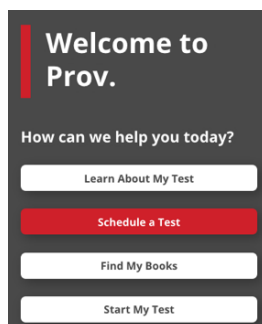 Welcome to
Prov.
How can we help you today?
Learn About My Test
Schedule a Test
Find My Books
Start My Test